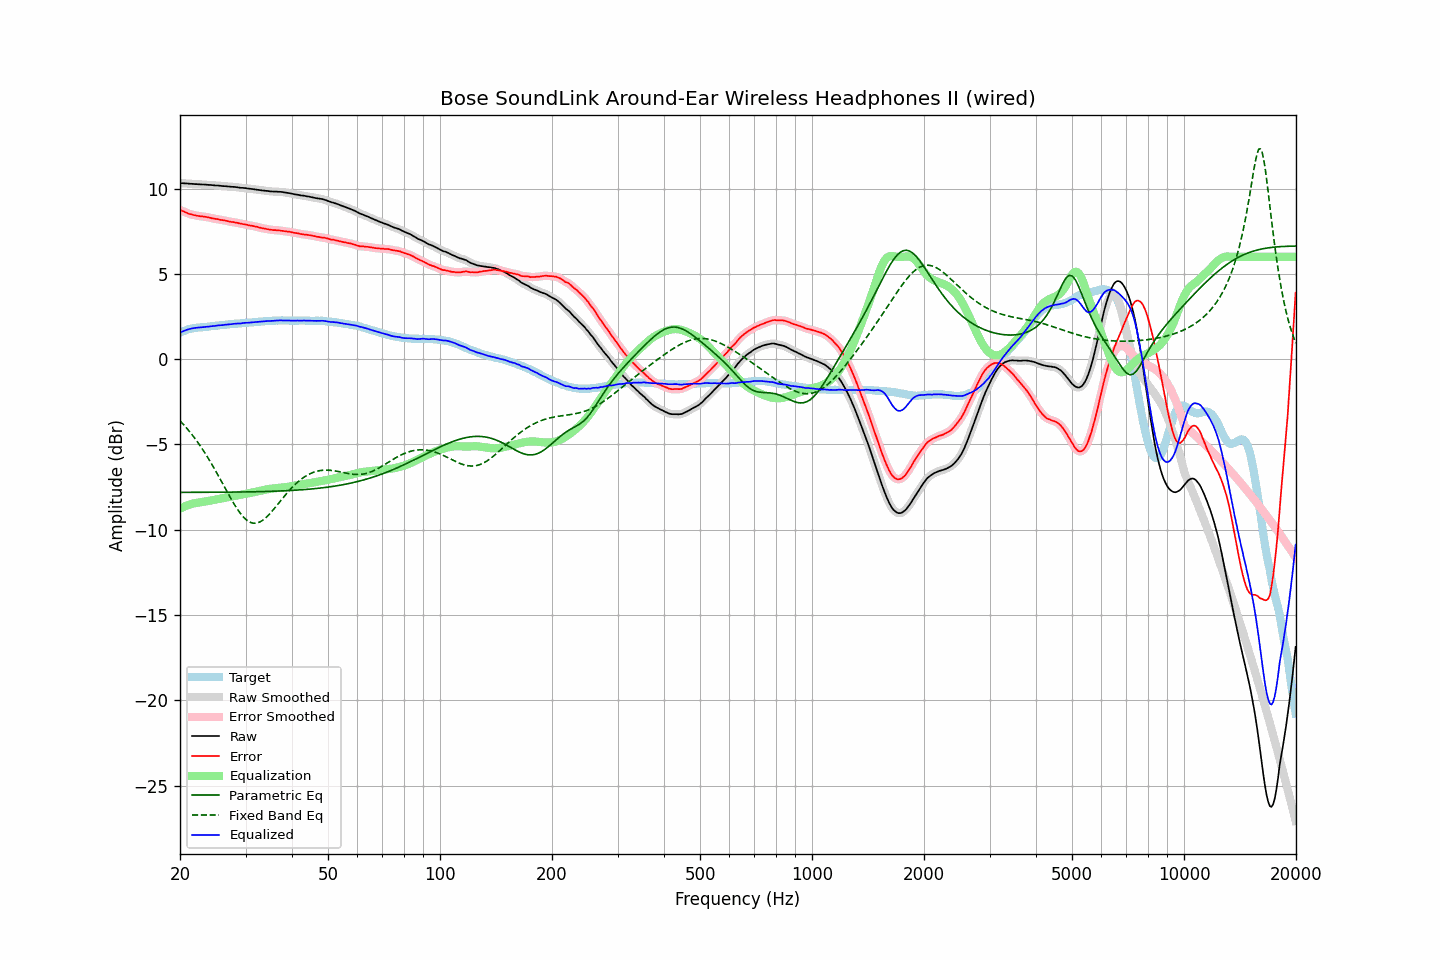 Bose SoundLink Around-Ear Wireless Headphones II (wired)
Amplitude (dBr)
10
5
0
−5
−10
−15
−20
−25
Target
Raw Smoothed
Error Smoothed
Raw
Error
Equalization
Parametric Eq
Fixed Band Eq
Equalized
20 50 100 200 500 1000 2000 5000 10000 20000
Frequency (Hz)